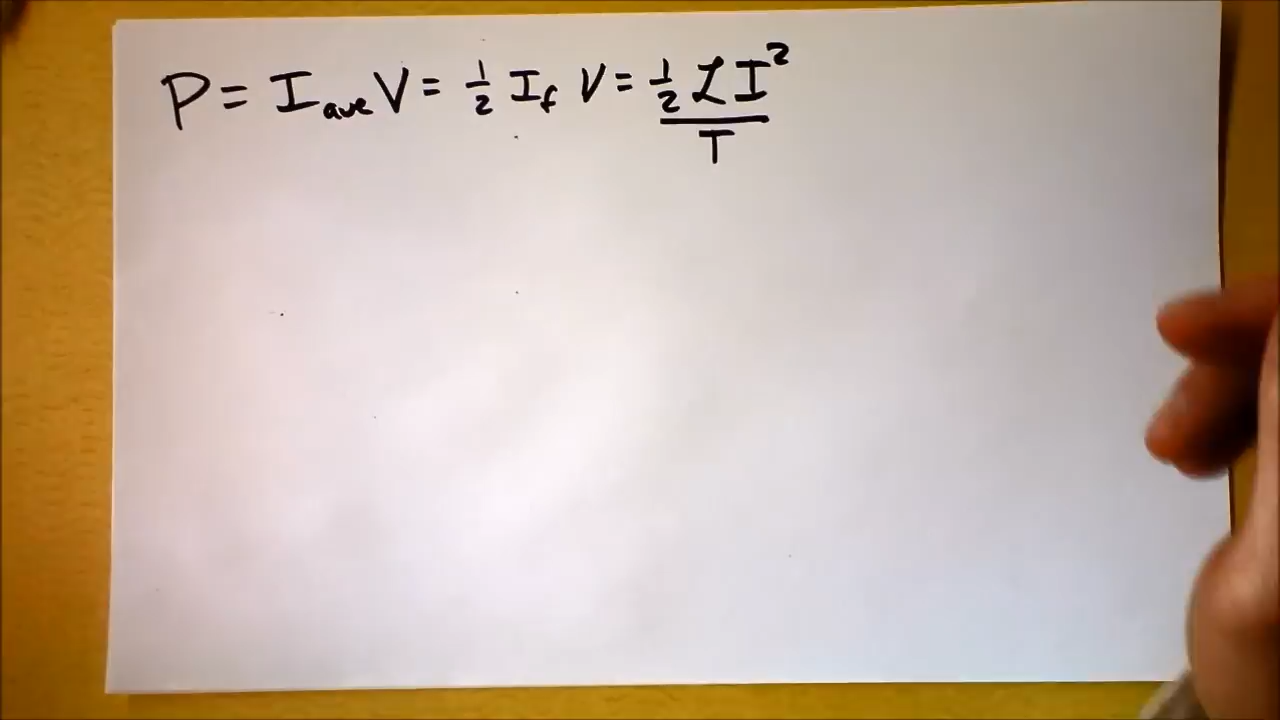 P = I_ave V = 1/2 I_f V = (1/2 ℒ I²)/T